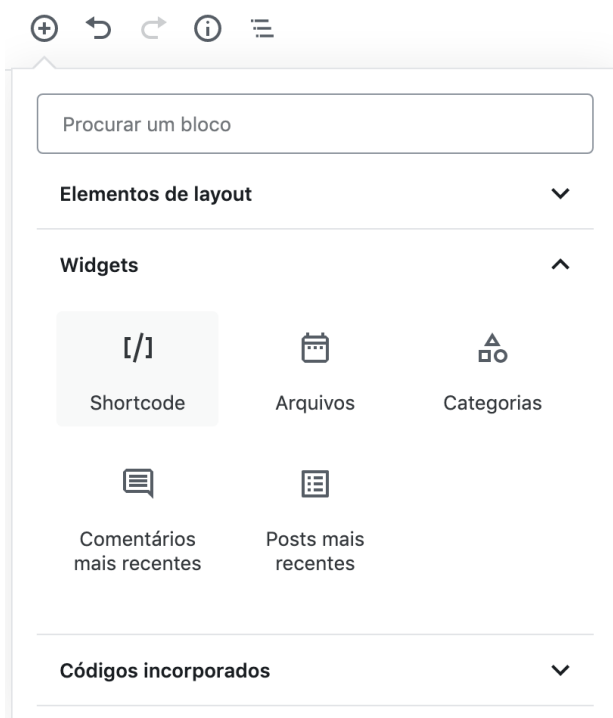 Procurar um bloco
Elementos de layout
Widgets
[/]
Shortcode
Arquivos
Categorias
Comentários
mais recentes
Posts mais
recentes
Códigos incorporados